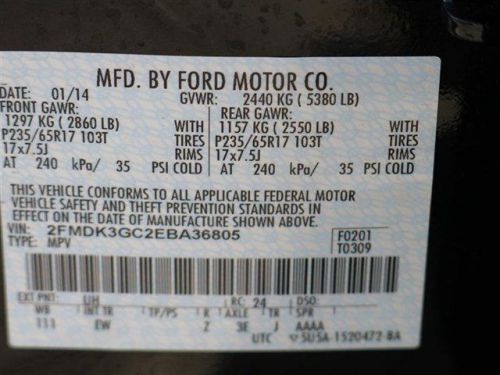 MFD. BY FORD MOTOR CO.
DATE: 01/14 GVWR: 2440 KG ( 5380 LB)
FRONT GAWR: REAR GAWR:
1297 KG ( 2860 LB) WITH 1157 KG ( 2550 LB) WITH
P235/65R17 103T TIRES P235/65R17 103T TIRES
17x7.5J RIMS 17x7.5J RIMS
AT 240 kPa/ 35 PSI COLD AT 240 kPa/ 35 PSI COLD
THIS VEHICLE CONFORMS TO ALL APPLICABLE FEDERAL MOTOR
VEHICLE SAFETY AND THEFT PREVENTION STANDARDS IN
EFFECT ON THE DATE OF MANUFACTURE SHOWN ABOVE.
VIN: 2FMDK3GC2EBA36805 F0201
TYPE: MPV T0309
EXT PNT: UH RC: 24 DSO:
WB INT TR TP/PS R AXLE TR SPR
111 EW Z 3E J AAAA
UTC 5U5A-1520472-BA